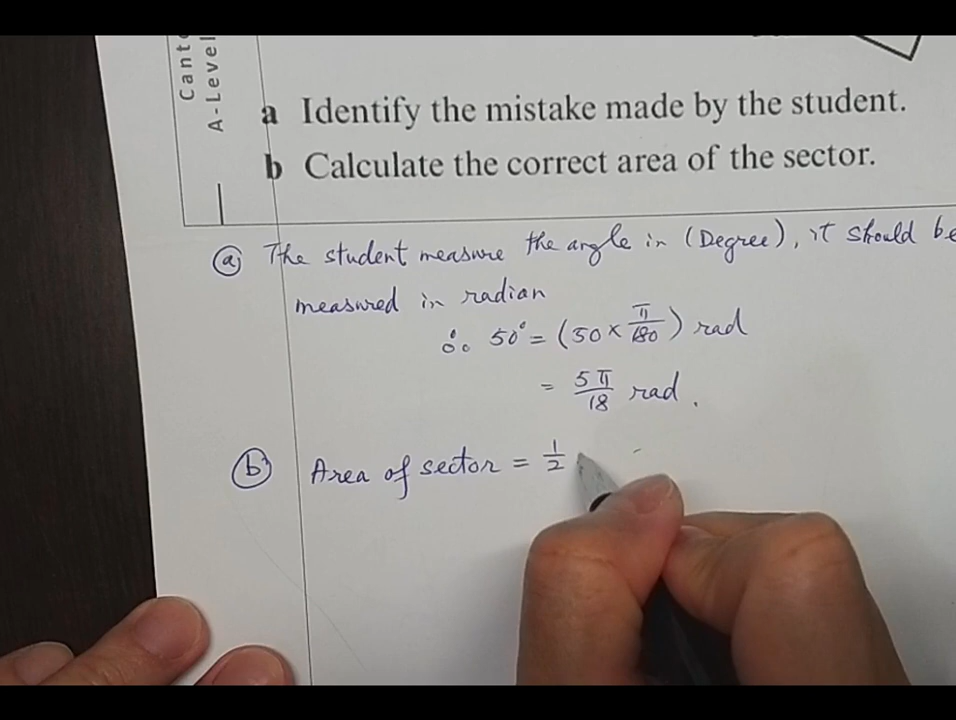 Cant
A-Level
a Identify the mistake made by the student.
b Calculate the correct area of the sector.
(a) The student measure the angle in (Degree), it should be
measured in radian
∴ 50° = (50 × π/180) rad
= 5π/18 rad.
(b) Area of sector = 1/2